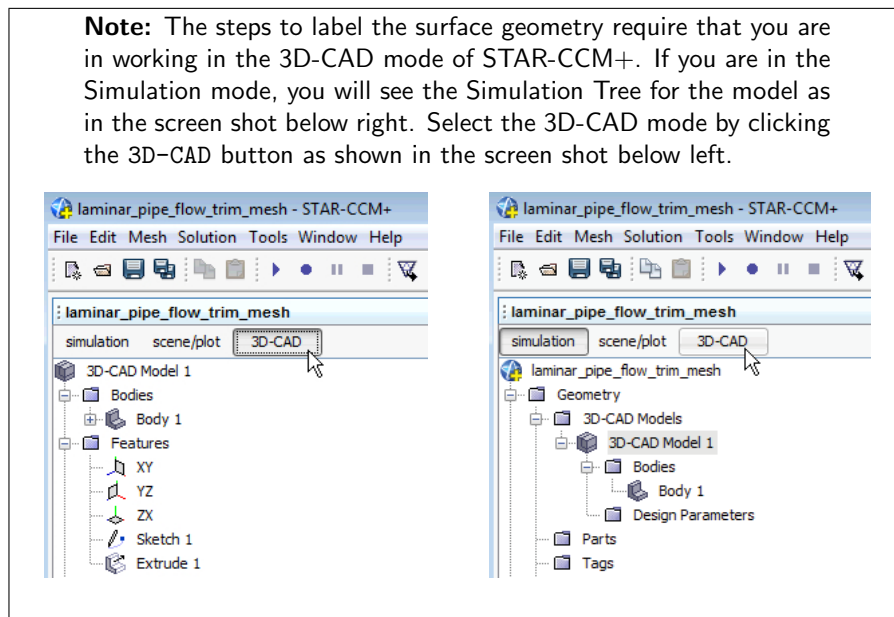 Note: The steps to label the surface geometry require that you are
in working in the 3D-CAD mode of STAR-CCM+. If you are in the
Simulation mode, you will see the Simulation Tree for the model as
in the screen shot below right. Select the 3D-CAD mode by clicking
the 3D-CAD button as shown in the screen shot below left.
laminar_pipe_flow_trim_mesh - STAR-CCM+
File Edit Mesh Solution Tools Window Help
laminar_pipe_flow_trim_mesh
simulation scene/plot 3D-CAD
3D-CAD Model 1
Bodies
Body 1
Features
XY
YZ
ZX
Sketch 1
Extrude 1
laminar_pipe_flow_trim_mesh - STAR-CCM+
File Edit Mesh Solution Tools Window Help
laminar_pipe_flow_trim_mesh
simulation scene/plot 3D-CAD
laminar_pipe_flow_trim_mesh
Geometry
3D-CAD Models
3D-CAD Model 1
Bodies
Body 1
Design Parameters
Parts
Tags